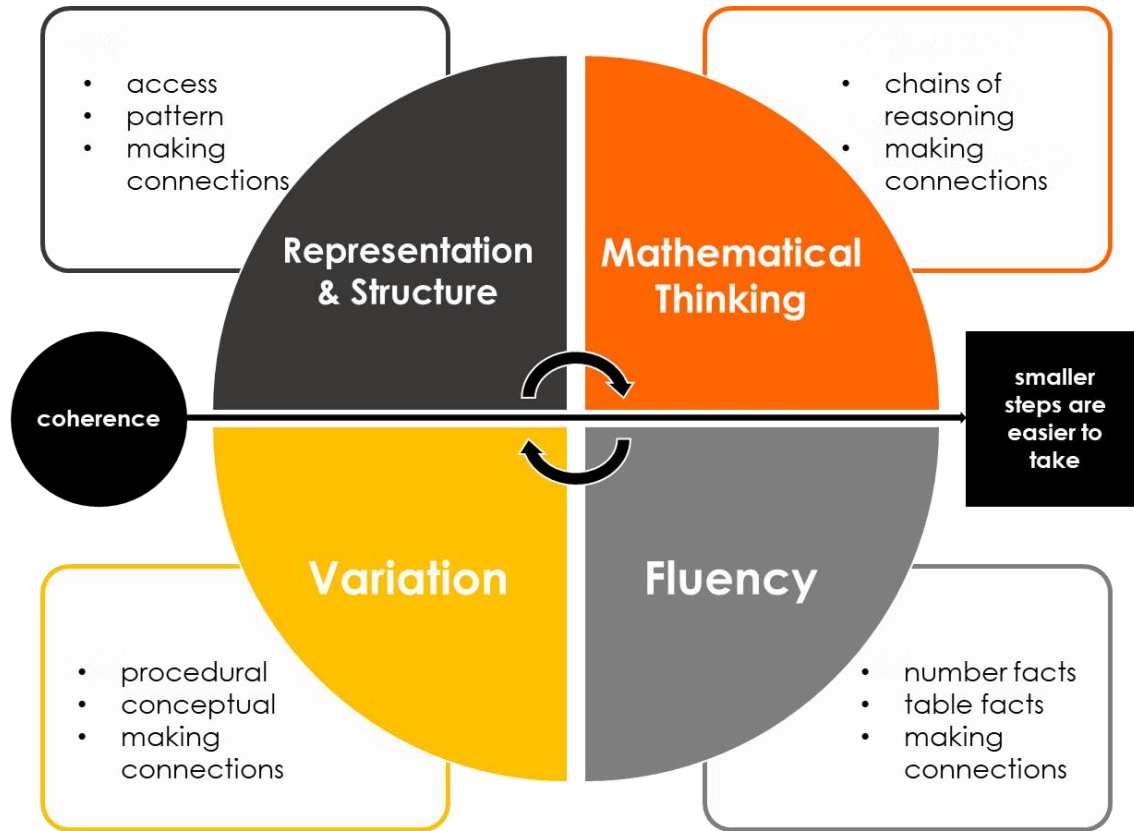 • access
• pattern
• making
connections
• chains of
reasoning
• making
connections
Representation
& Structure
Mathematical
Thinking
coherence
smaller
steps are
easier to
take
Variation
Fluency
• procedural
• conceptual
• making
connections
• number facts
• table facts
• making
connections